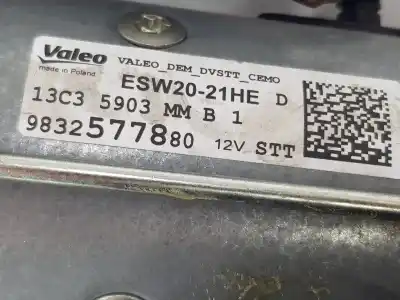 Valeo VALEO_DEM_DVSTT_CEMO
made in Poland ESW20-21HE D
13C3 5903 MM B 1
9832577880 12V STT